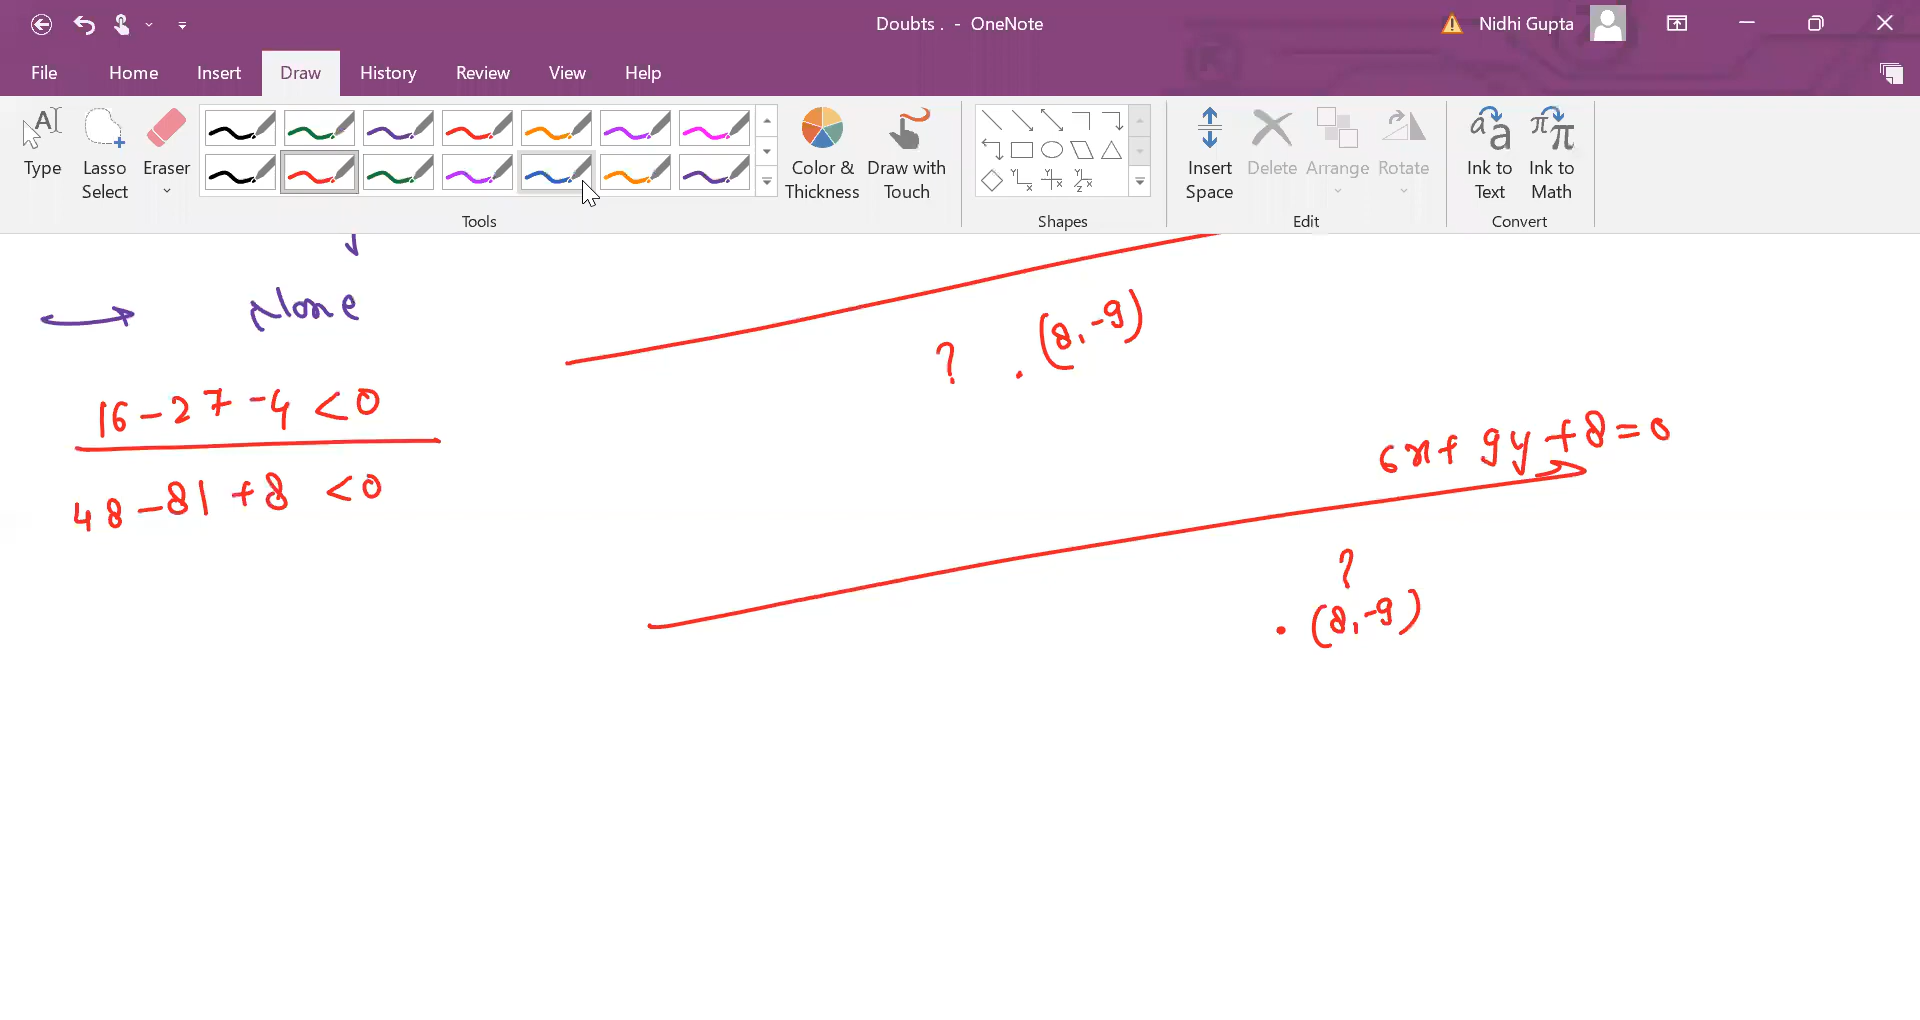 Doubts . - OneNote
Nidhi Gupta
File Home Insert Draw History Review View Help
Type
Lasso Select
Eraser
Color & Thickness
Draw with Touch
Insert Space
Delete
Arrange
Rotate
Ink to Text
Ink to Math
Tools
Shapes
Edit
Convert
None
? . (8,-9)
16-27-4 <0
48-81+8 <0
6x+9y+8=0
?
. (8,-9)